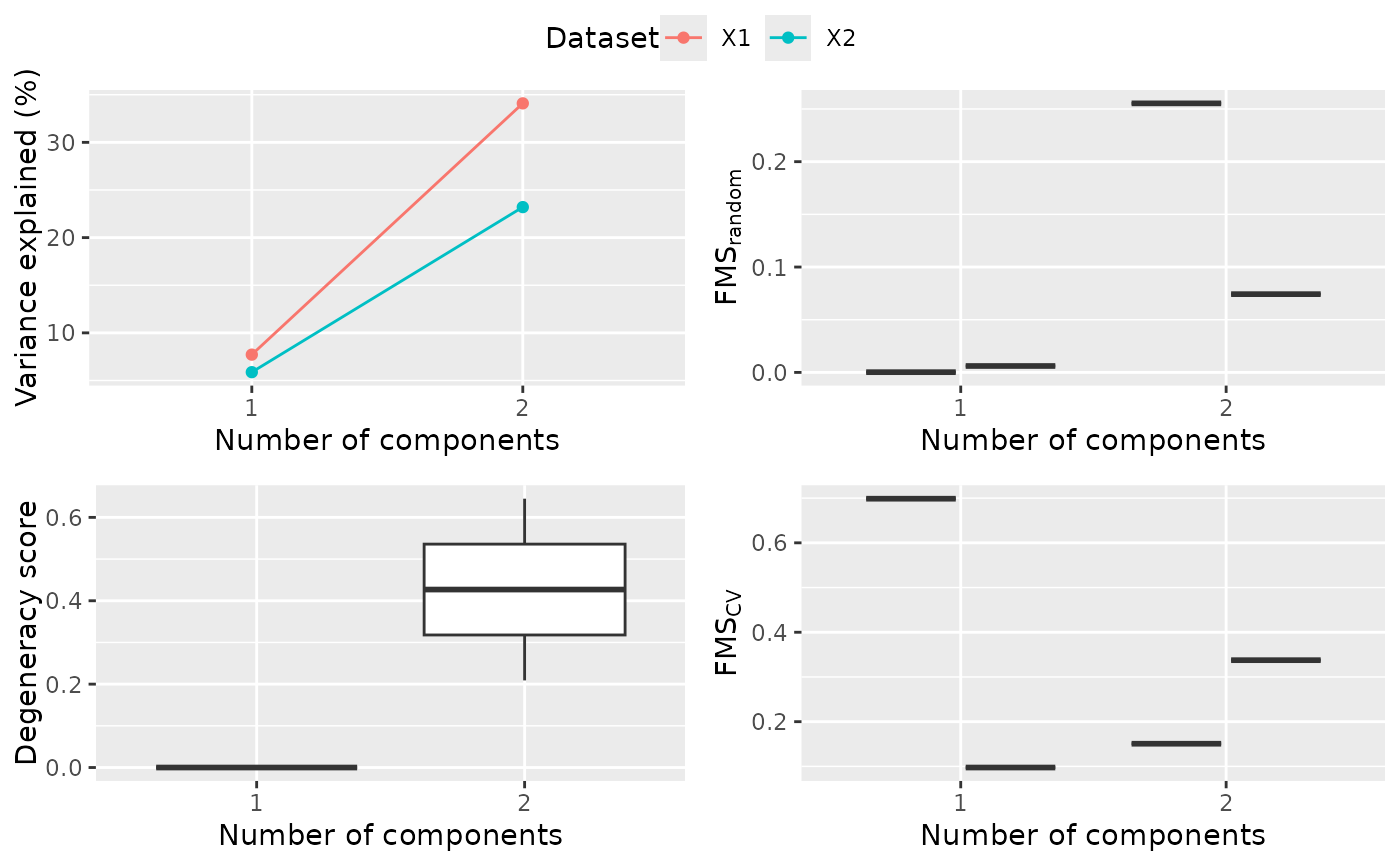 Dataset X1 X2
Variance explained (%)
30
20
10
1 2
Number of components
FMSrandom
0.2
0.1
0.0
1 2
Number of components
Degeneracy score
0.6
0.4
0.2
0.0
1 2
Number of components
FMSCV
0.6
0.4
0.2
1 2
Number of components